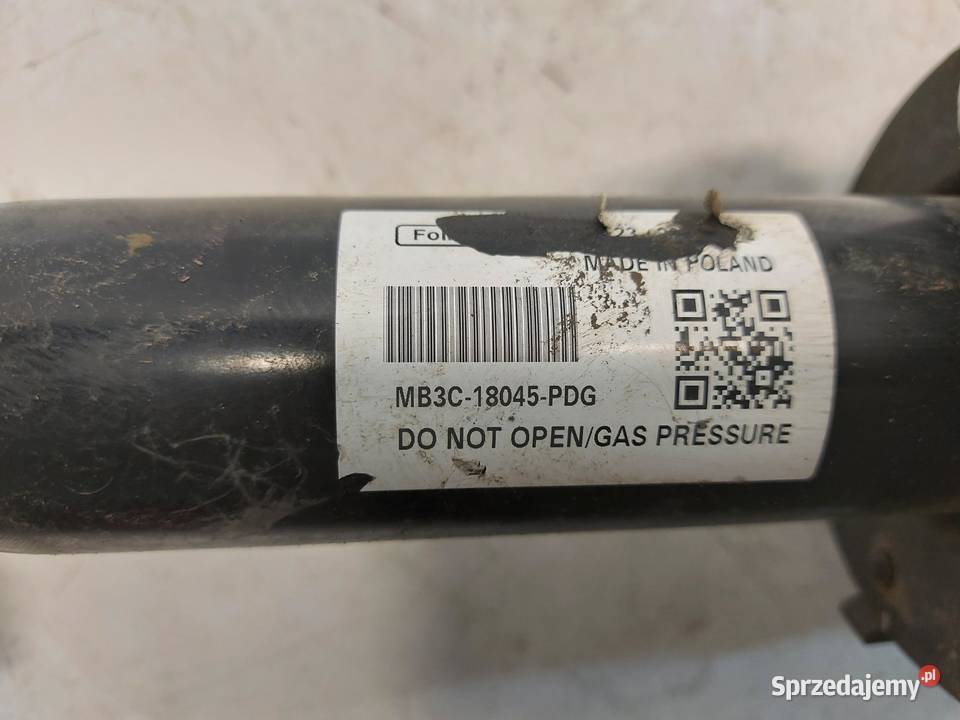 MADE IN POLAND
MB3C-18045-PDG
DO NOT OPEN/GAS PRESSURE
Sprzedajemy.pl